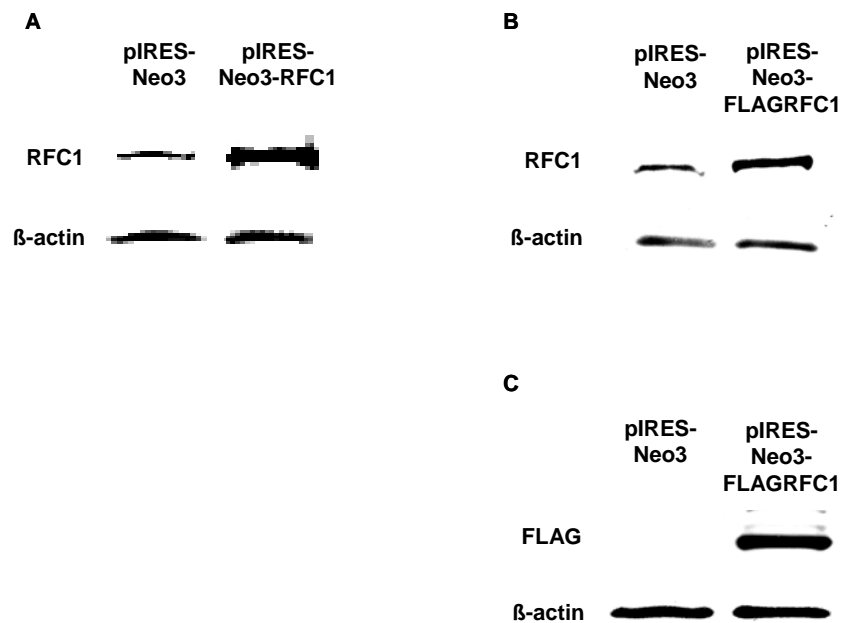 A
pIRES-
Neo3
pIRES-
Neo3-RFC1
RFC1
ß-actin
B
pIRES-
Neo3
pIRES-
Neo3-
FLAGRFC1
RFC1
ß-actin
C
pIRES-
Neo3
pIRES-
Neo3-
FLAGRFC1
FLAG
ß-actin